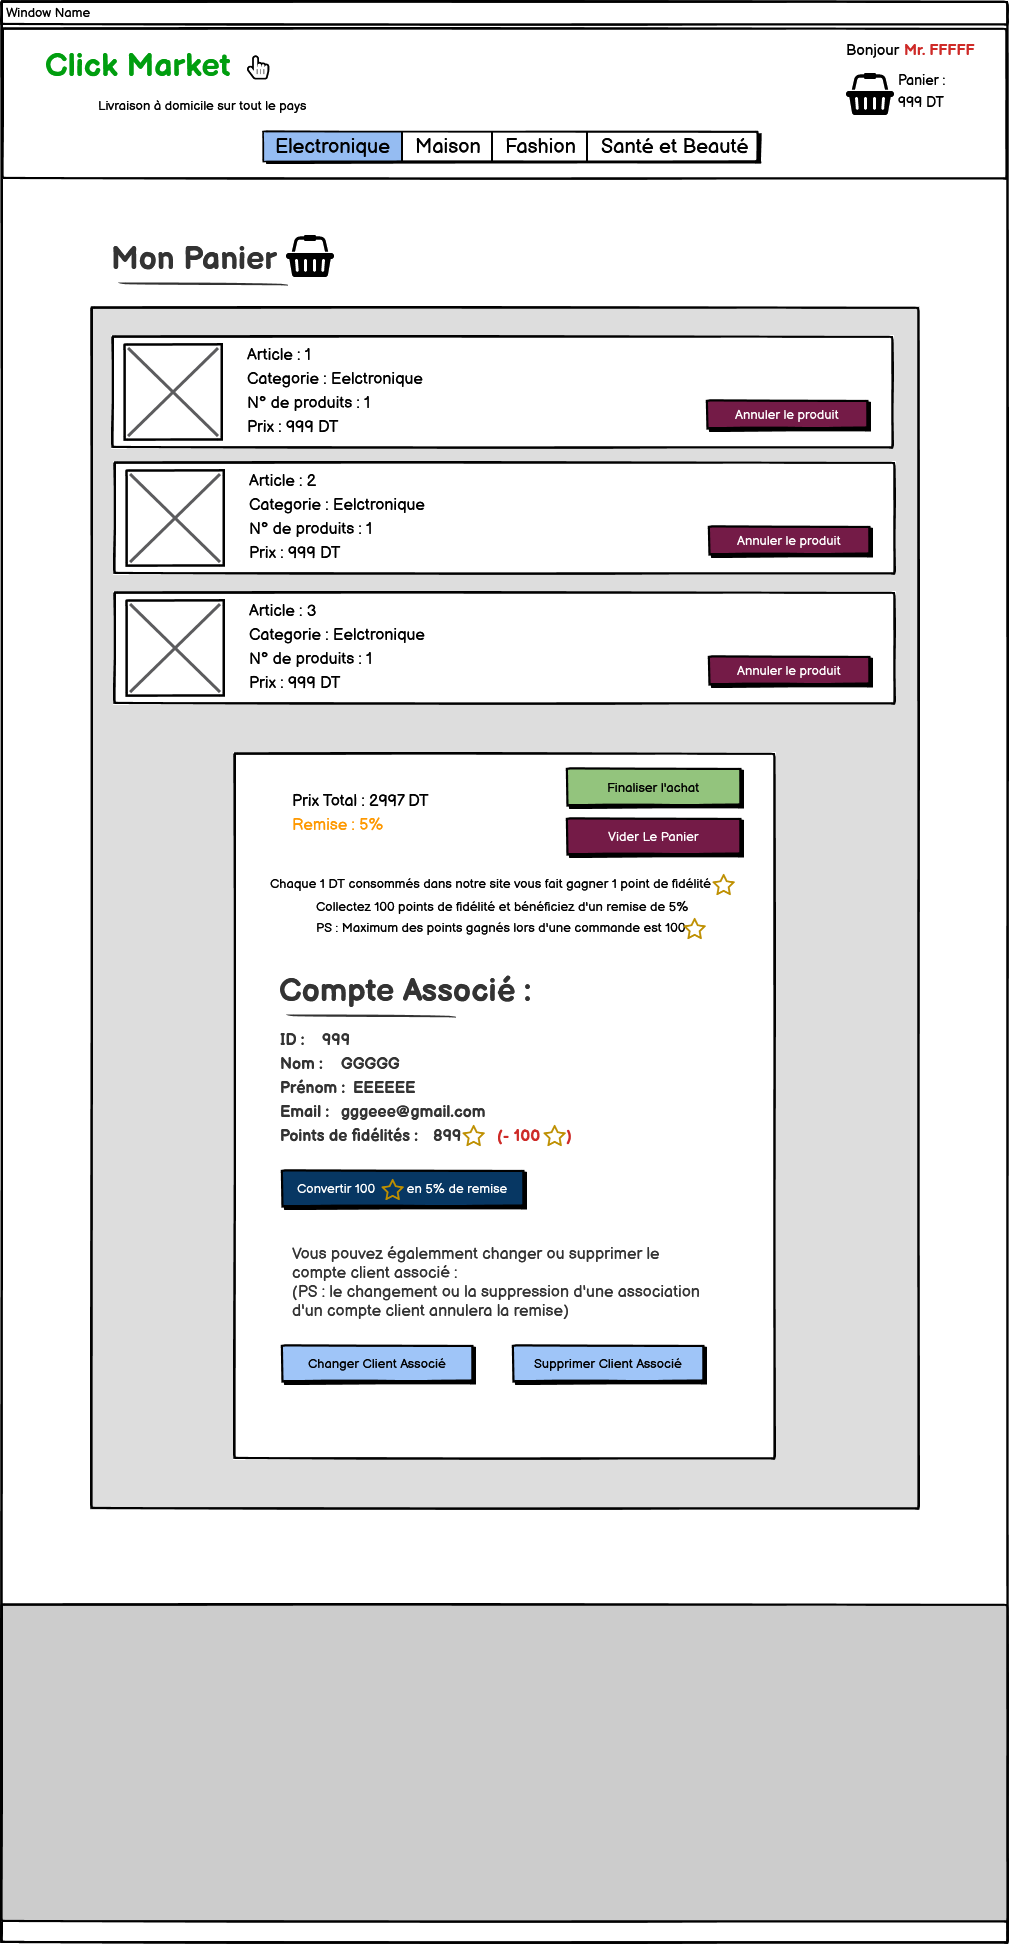 Window Name
Click Market
Livraison à domicile sur tout le pays
Bonjour Mr. FFFFF
Panier :
999 DT
Electronique Maison Fashion Santé et Beauté
Mon Panier
Article : 1
Categorie : Eelctronique
N° de produits : 1
Prix : 999 DT
Annuler le produit
Article : 2
Categorie : Eelctronique
N° de produits : 1
Prix : 999 DT
Annuler le produit
Article : 3
Categorie : Eelctronique
N° de produits : 1
Prix : 999 DT
Annuler le produit
Prix Total : 2997 DT
Remise : 5%
Finaliser l'achat
Vider Le Panier
Chaque 1 DT consommés dans notre site vous fait gagner 1 point de fidélité
Collectez 100 points de fidélité et bénéficiez d'un remise de 5%
PS : Maximum des points gagnés lors d'une commande est 100
Compte Associé :
ID : 999
Nom : GGGGG
Prénom : EEEEEE
Email : gggeee@gmail.com
Points de fidélités : 899 (- 100 )
Convertir 100 en 5% de remise
Vous pouvez égalemment changer ou supprimer le
compte client associé :
(PS : le changement ou la suppression d'une association
d'un compte client annulera la remise)
Changer Client Associé
Supprimer Client Associé